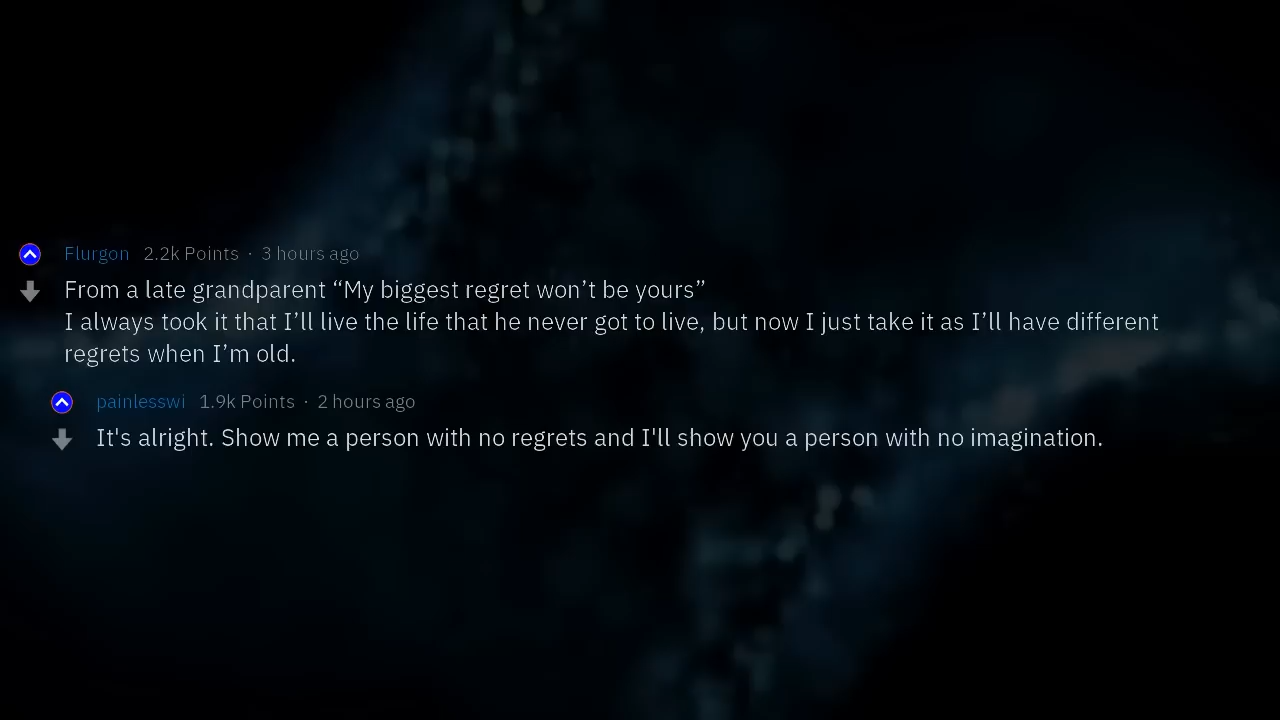 Flurgon 2.2k Points · 3 hours ago
From a late grandparent “My biggest regret won’t be yours”
I always took it that I’ll live the life that he never got to live, but now I just take it as I’ll have different
regrets when I’m old.
painlesswi 1.9k Points · 2 hours ago
It's alright. Show me a person with no regrets and I'll show you a person with no imagination.